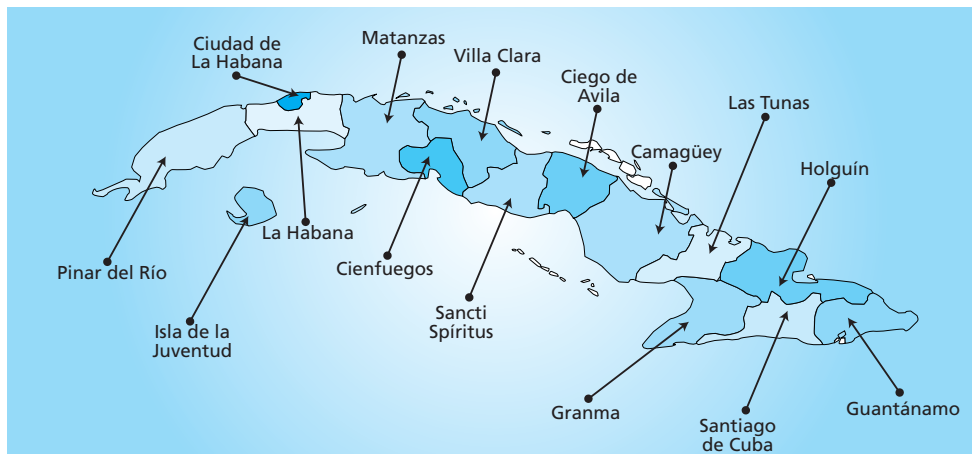 Ciudad de
La Habana
Matanzas
Villa Clara
Ciego de
Avila
Las Tunas
Camagüey
Holguín
La Habana
Pinar del Río
Cienfuegos
Isla de la
Juventud
Sancti
Spíritus
Granma
Santiago
de Cuba
Guantánamo